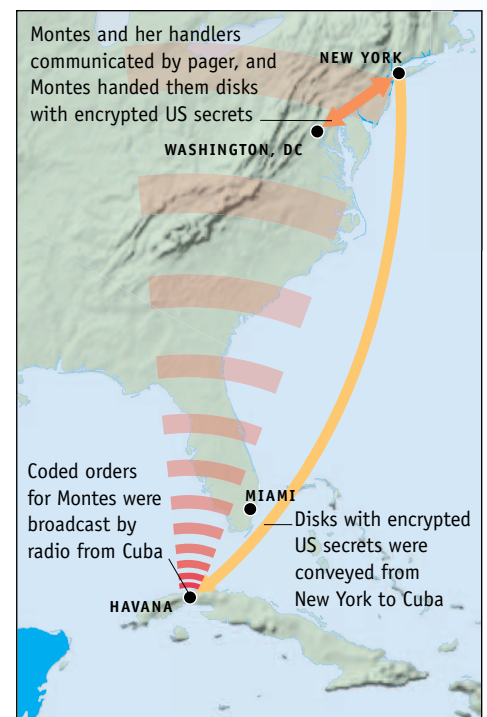 Montes and her handlers
communicated by pager, and
Montes handed them disks
with encrypted US secrets
NEW YORK
WASHINGTON, DC
Coded orders
for Montes were
broadcast by
radio from Cuba
MIAMI
Disks with encrypted
US secrets were
conveyed from
New York to Cuba
HAVANA